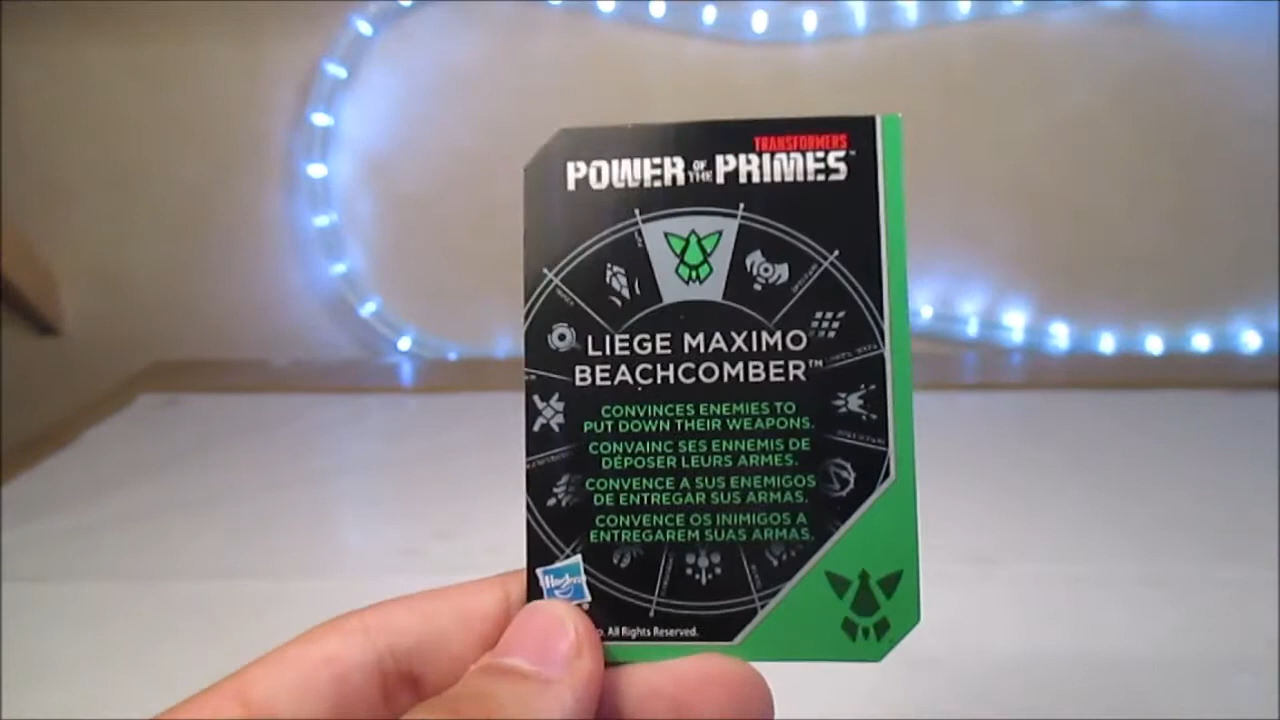 TRANSFORMERS
POWER OF THE PRIMES™
LIEGE MAXIMO
BEACHCOMBER™
CONVINCES ENEMIES TO
PUT DOWN THEIR WEAPONS.
CONVAINC SES ENNEMIS DE
DÉPOSER LEURS ARMES.
CONVENCE A SUS ENEMIGOS
DE ENTREGAR SUS ARMAS.
CONVENCE OS INIMIGOS A
ENTREGAREM SUAS ARMAS.
Hasbro
All Rights Reserved.